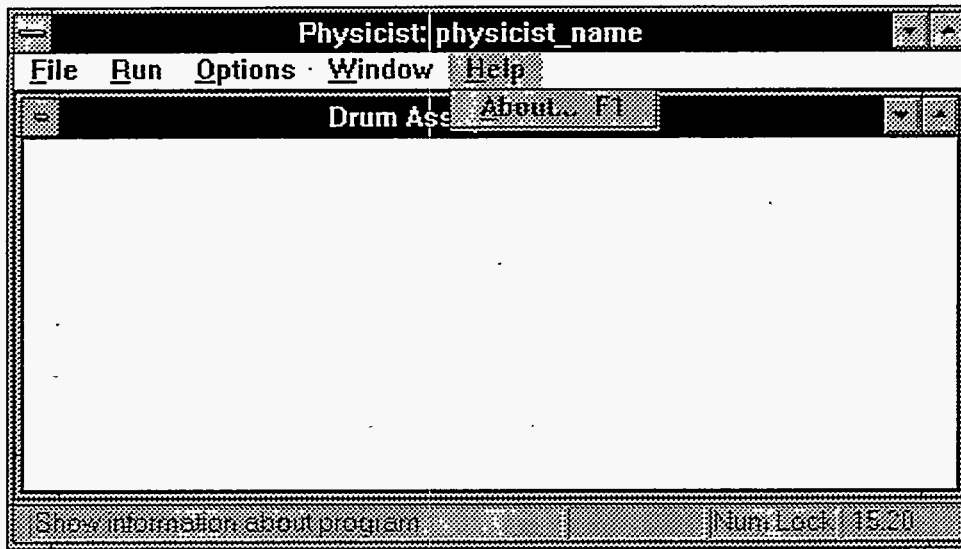 Physicist: physicist_name
File Run Options Window Help
About... F1
Drum Ass
Show information about program
Num Lock 15:20